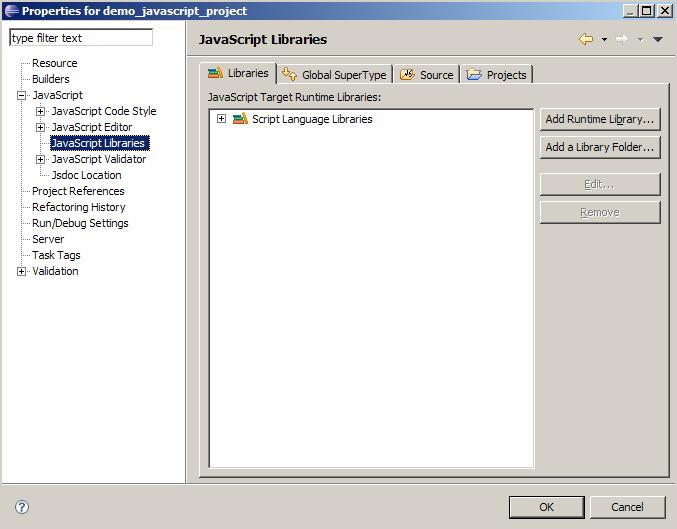 Properties for demo_javascript_project
type filter text
Resource
Builders
JavaScript
JavaScript Code Style
JavaScript Editor
JavaScript Libraries
JavaScript Validator
Jsdoc Location
Project References
Refactoring History
Run/Debug Settings
Server
Task Tags
Validation
JavaScript Libraries
Libraries Global SuperType Source Projects
JavaScript Target Runtime Libraries:
Script Language Libraries
Add Runtime Library...
Add a Library Folder...
Edit...
Remove
OK Cancel